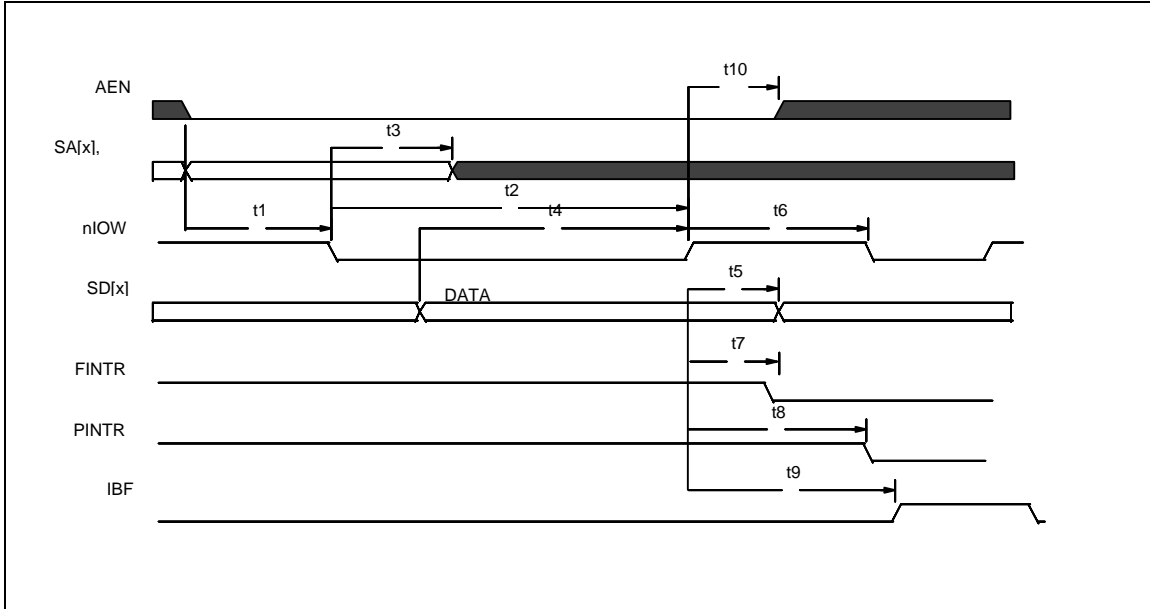 t10
AEN
t3
SA[x],
t2
t1
t4
t6
nIOW
t5
SD[x]
DATA
t7
FINTR
t8
PINTR
t9
IBF